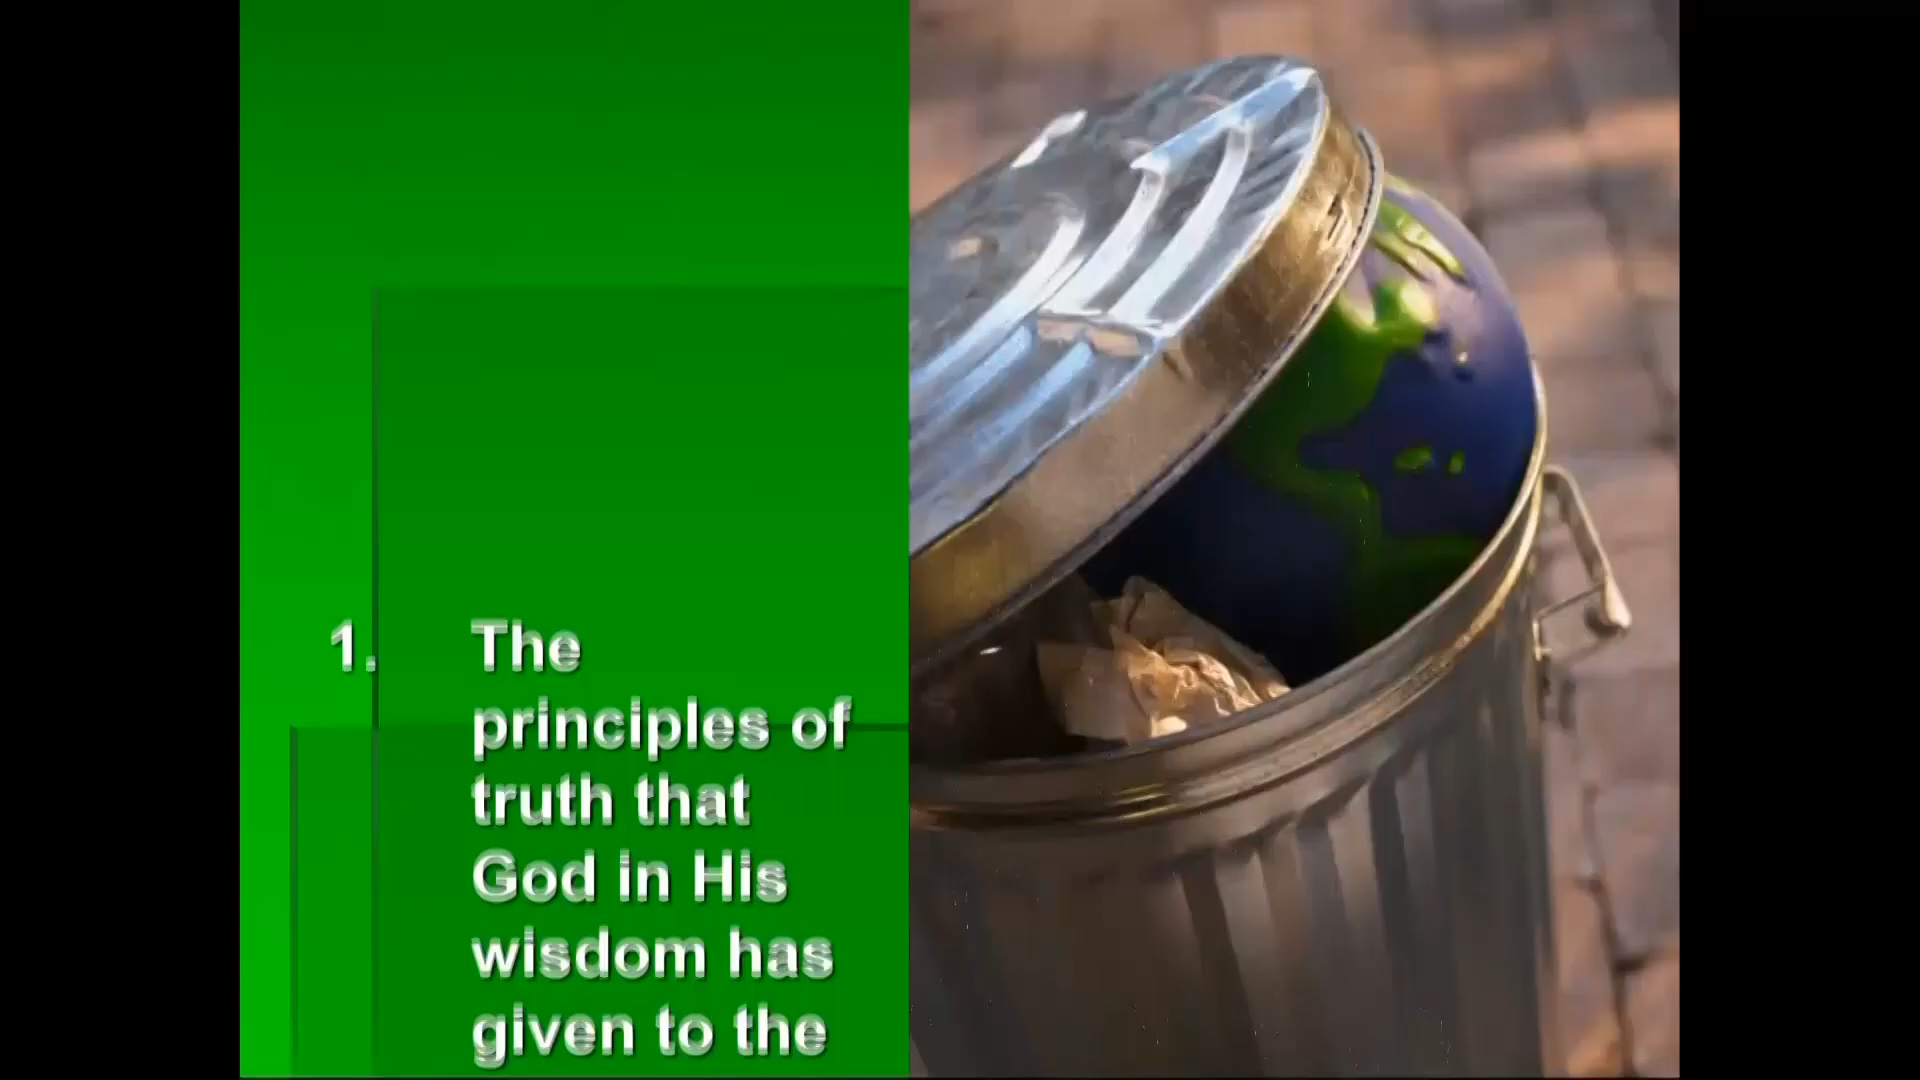 1. The
principles of
truth that
God in His
wisdom has
given to the